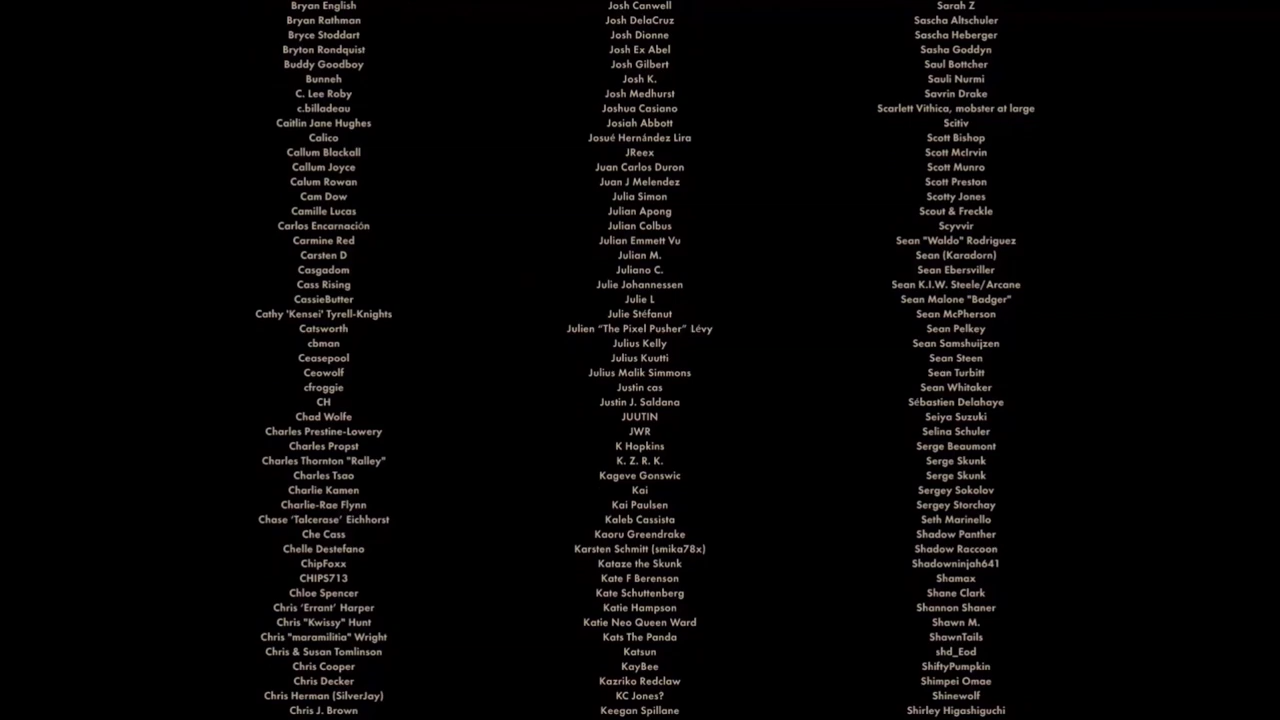 Bryan English
Bryan Rathman
Bryce Stoddart
Bryton Rondquist
Buddy Goodboy
Bunneh
C. Lee Roby
c.billadeau
Caitlin Jane Hughes
Calico
Callum Blackall
Callum Joyce
Calum Rowan
Cam Dow
Camille Lucas
Carlos Encarnación
Carmine Red
Carsten D
Casgadom
Cass Rising
CassieButter
Cathy 'Kensei' Tyrell-Knights
Catsworth
cbman
Ceasepool
Ceowolf
cfroggie
CH
Chad Wolfe
Charles Prestine-Lowery
Charles Propst
Charles Thornton "Ralley"
Charles Tsao
Charlie Kamen
Charlie-Rae Flynn
Chase ‘Talcerase’ Eichhorst
Che Cass
Chelle Destefano
ChipFoxx
CHIPS713
Chloe Spencer
Chris ‘Errant’ Harper
Chris "Kwissy" Hunt
Chris "maramilitia" Wright
Chris & Susan Tomlinson
Chris Cooper
Chris Decker
Chris Herman (SilverJay)
Chris J. Brown
Josh Canwell
Josh DelaCruz
Josh Dionne
Josh Ex Abel
Josh Gilbert
Josh K.
Josh Medhurst
Joshua Casiano
Josiah Abbott
Josué Hernández Lira
JReex
Juan Carlos Duron
Juan J Melendez
Julia Simon
Julian Apong
Julian Colbus
Julian Emmett Vu
Julian M.
Juliano C.
Julie Johannessen
Julie L
Julie Stéfanut
Julien “The Pixel Pusher” Lévy
Julius Kelly
Julius Kuutti
Julius Malik Simmons
Justin cas
Justin J. Saldana
JUUTIN
JWR
K Hopkins
K. Z. R. K.
Kageve Gonswic
Kai
Kai Paulsen
Kaleb Cassista
Kaoru Greendrake
Karsten Schmitt (smika78x)
Kataze the Skunk
Kate F Berenson
Kate Schuttenberg
Katie Hampson
Katie Neo Queen Ward
Kats The Panda
Katsun
KayBee
Kazriko Redclaw
KC Jones?
Keegan Spillane
Sarah Z
Sascha Altschuler
Sascha Heberger
Sasha Goddyn
Saul Bottcher
Sauli Nurmi
Savrin Drake
Scarlett Vithica, mobster at large
Scitiv
Scott Bishop
Scott McIrvin
Scott Munro
Scott Preston
Scotty Jones
Scout & Freckle
Scyvvir
Sean "Waldo" Rodriguez
Sean (Karadorn)
Sean Ebersviller
Sean K.I.W. Steele/Arcane
Sean Malone "Badger"
Sean McPherson
Sean Pelkey
Sean Samshuijzen
Sean Steen
Sean Turbitt
Sean Whitaker
Sébastien Delahaye
Seiya Suzuki
Selina Schuler
Serge Beaumont
Serge Skunk
Serge Skunk
Sergey Sokolov
Sergey Storchay
Seth Marinello
Shadow Panther
Shadow Raccoon
Shadowninjah641
Shamax
Shane Clark
Shannon Shaner
Shawn M.
ShawnTails
shd_Eod
ShiftyPumpkin
Shimpei Omae
Shinewolf
Shirley Higashiguchi